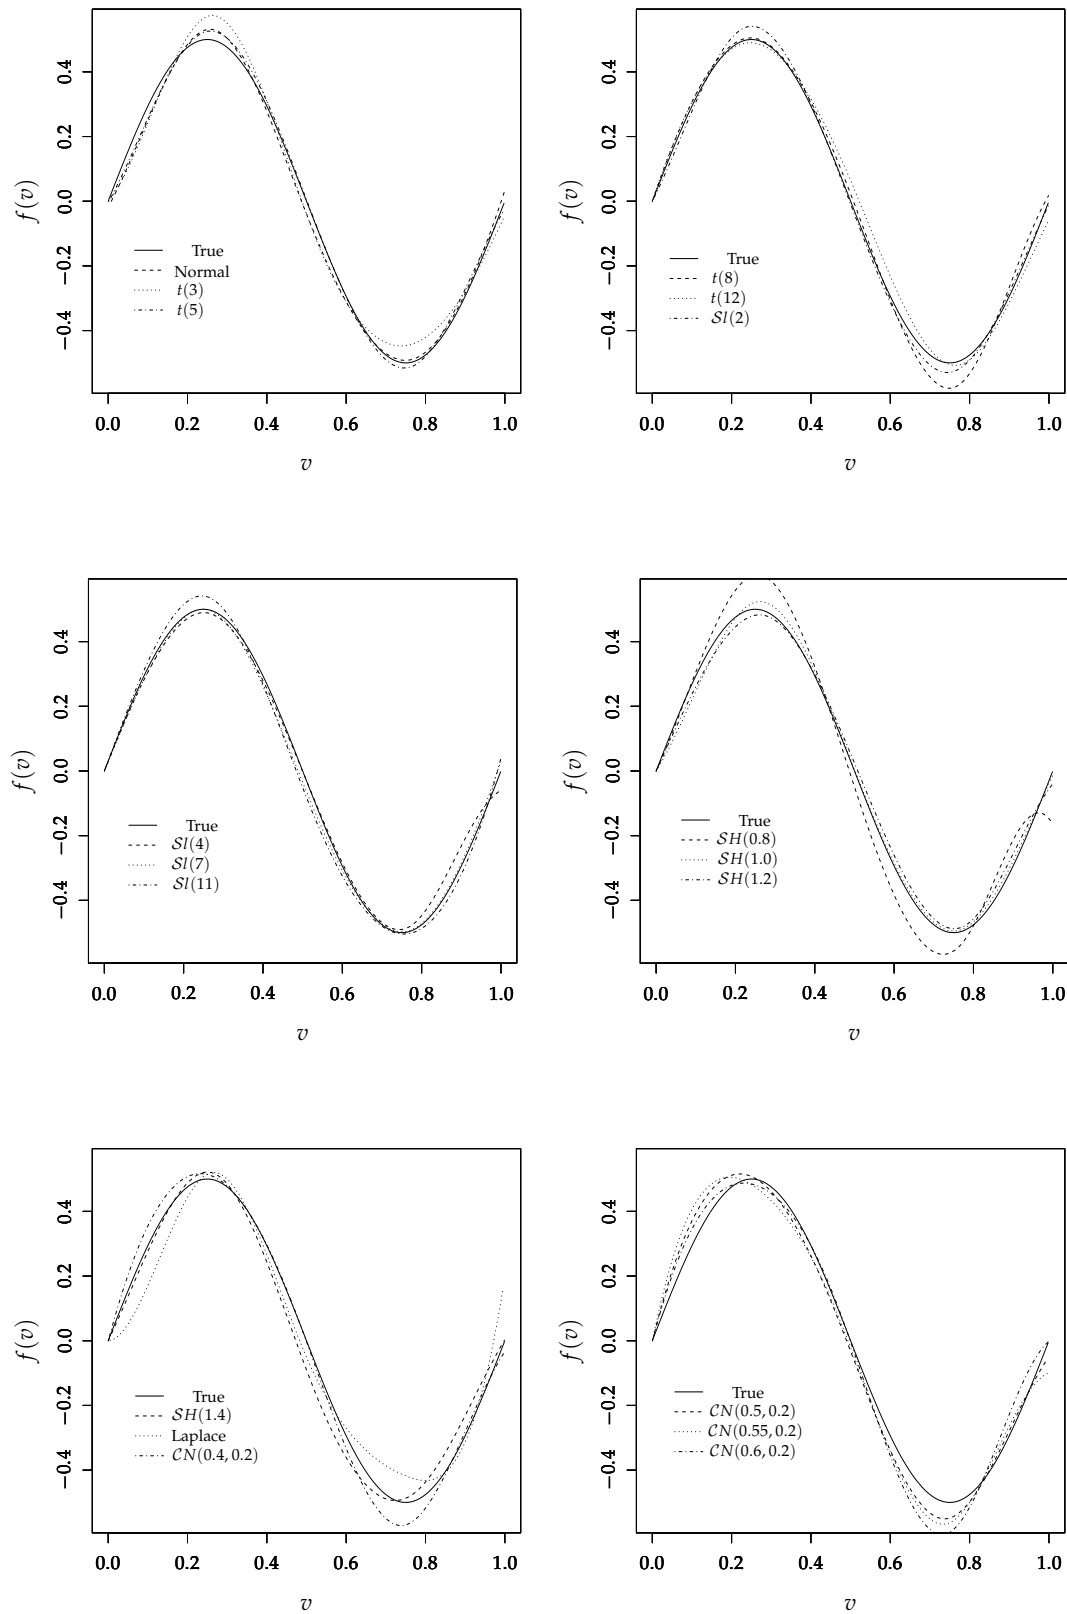 f(v)
0.4
0.2
0.0
−0.2
−0.4
True
Normal
t(3)
t(5)
0.0 0.2 0.4 0.6 0.8 1.0
v
f(v)
0.4
0.2
0.0
−0.2
−0.4
True
t(8)
t(12)
Sl(2)
0.0 0.2 0.4 0.6 0.8 1.0
v
f(v)
0.4
0.2
0.0
−0.2
−0.4
True
Sl(4)
Sl(7)
Sl(11)
0.0 0.2 0.4 0.6 0.8 1.0
v
f(v)
0.4
0.2
0.0
−0.2
−0.4
True
SH(0.8)
SH(1.0)
SH(1.2)
0.0 0.2 0.4 0.6 0.8 1.0
v
f(v)
0.4
0.2
0.0
−0.2
−0.4
True
SH(1.4)
Laplace
CN(0.4, 0.2)
0.0 0.2 0.4 0.6 0.8 1.0
v
f(v)
0.4
0.2
0.0
−0.2
−0.4
True
CN(0.5, 0.2)
CN(0.55, 0.2)
CN(0.6, 0.2)
0.0 0.2 0.4 0.6 0.8 1.0
v